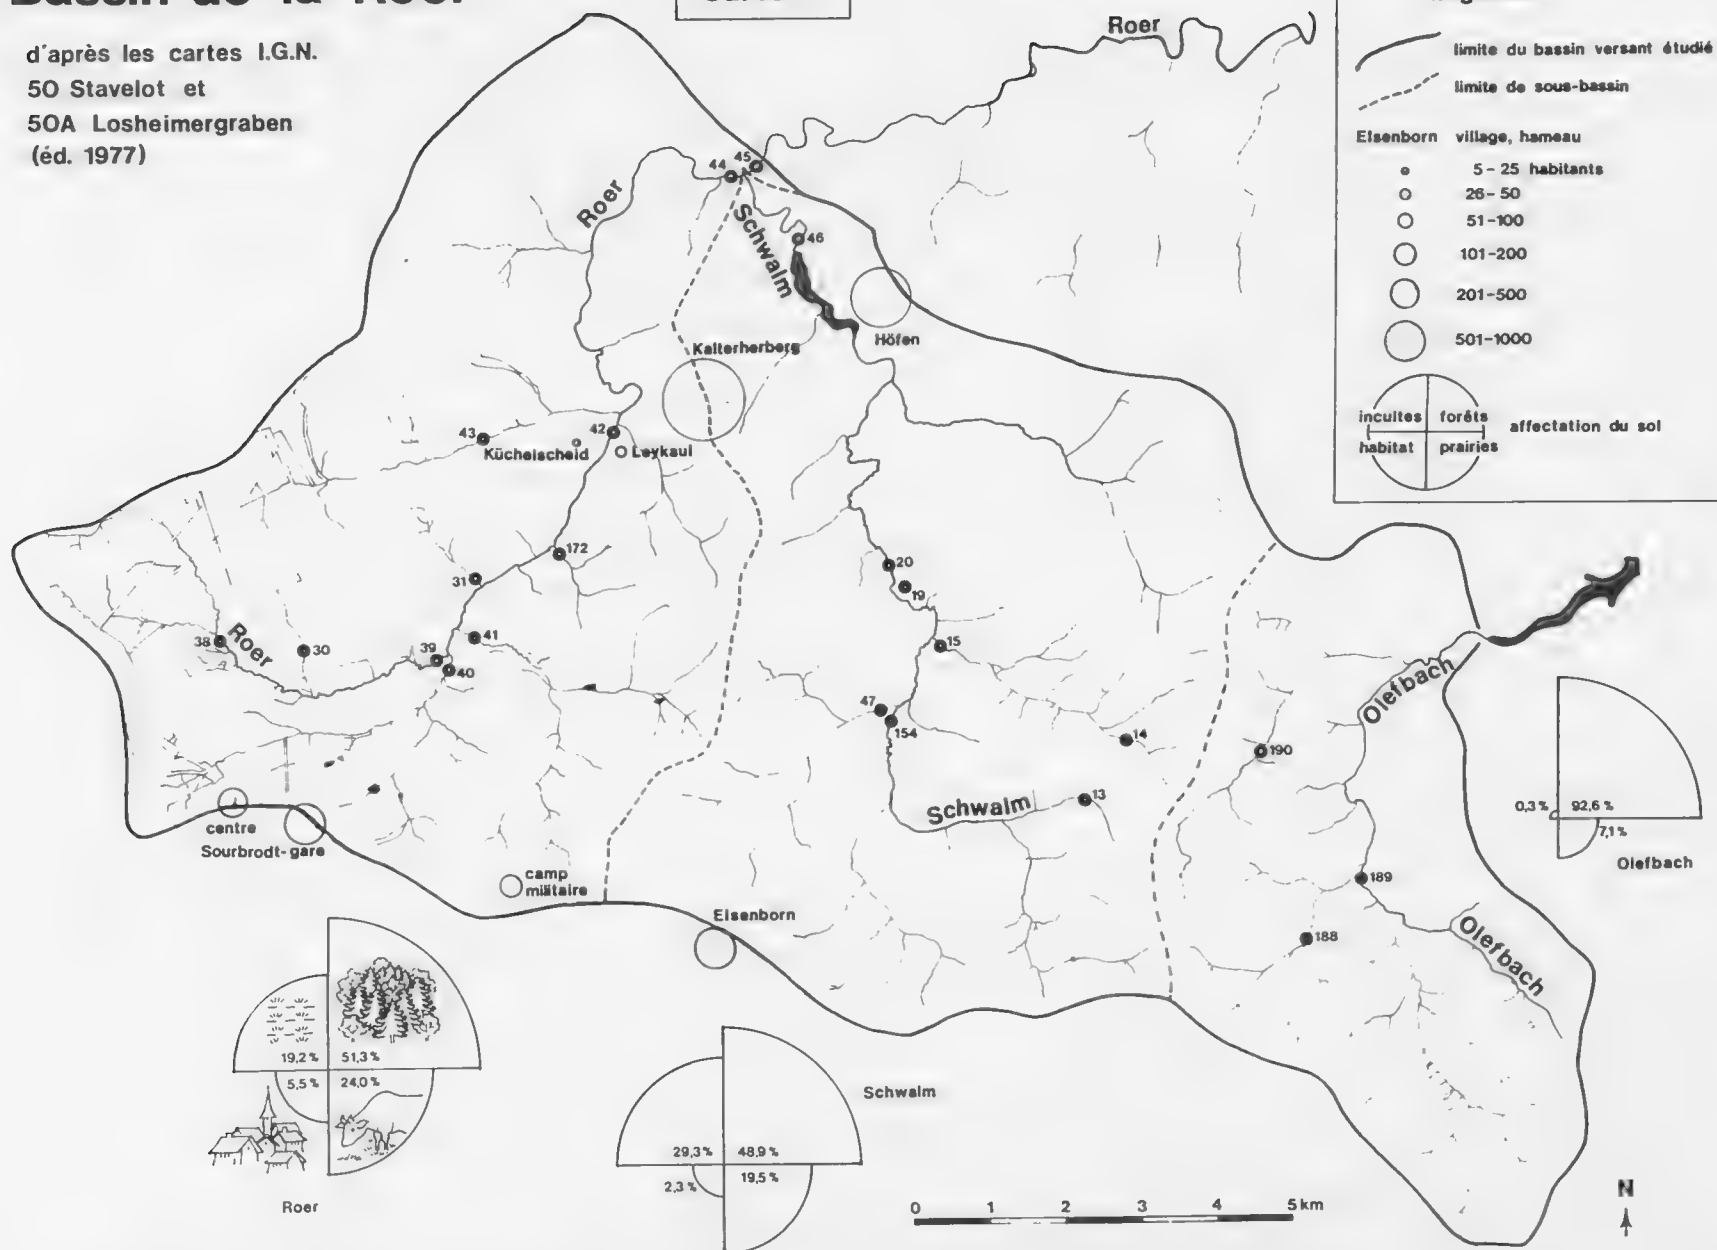 Bassin de la Roer
d'après les cartes I.G.N.
50 Stavelot et
50A Losheimergraben
(éd. 1977)
Roer
limite du bassin versant étudié
limite de sous-bassin
Elsenborn village, hameau
5-25 habitants
26-50
51-100
101-200
201-500
501-1000
incultes forêts
habitat prairies
affectation du sol
44
45
Roer
Schwalm
46
Höfen
Kalterherberg
43
Küchelscheid
42
Leykaul
172
31
20
19
38
Roer
30
39
41
40
15
47
154
14
190
Olefbach
13
Schwalm
centre
Sourbrodt-gare
camp
militaire
Elsenborn
189
188
Olefbach
0,3 % 92,6 %
7,1 %
Olefbach
19,2 % 51,3 %
5,5 % 24,0 %
Roer
29,3% 48,9%
2,3 % 19,5%
Schwalm
0 1 2 3 4 5 km
N